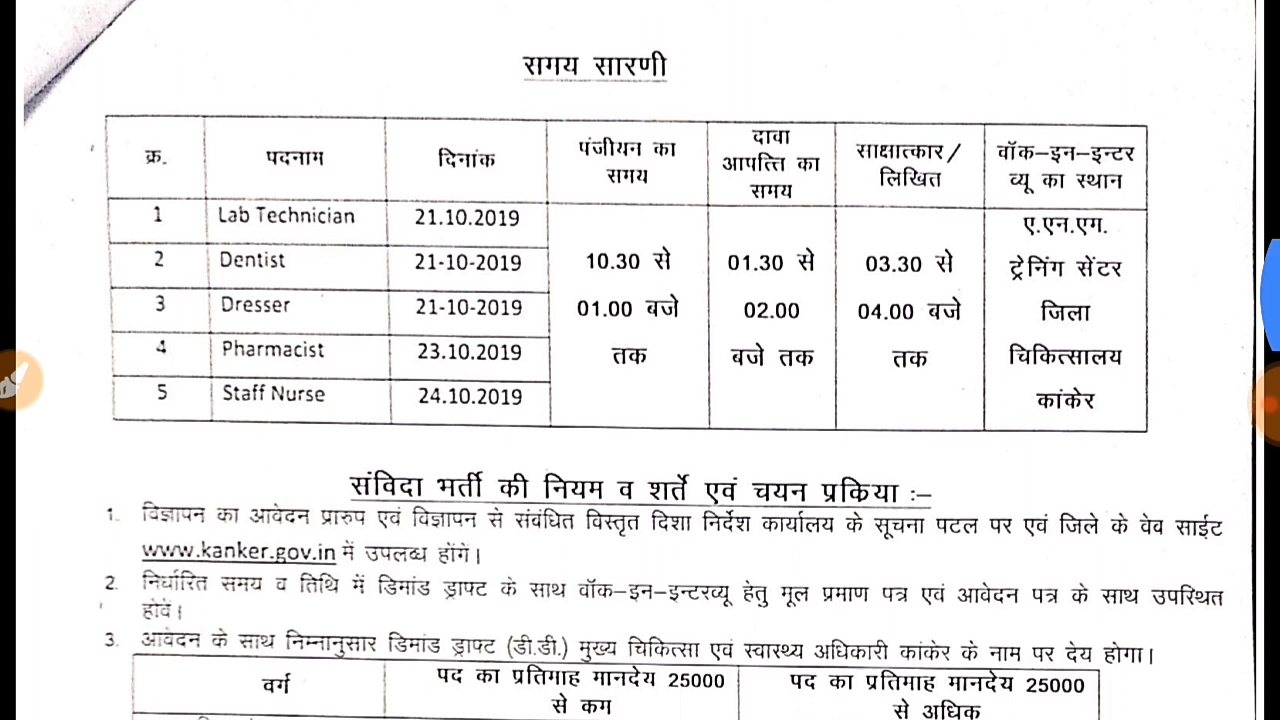 समय सारणी
क्र. पदनाम दिनांक पंजीयन का समय दावा आपत्ति का समय साक्षात्कार/ लिखित वॉक–इन–इन्टर व्यू का स्थान
1 Lab Technician 21.10.2019 ए.एन.एम.
2 Dentist 21-10-2019 10.30 से 01.30 से 03.30 से ट्रेनिंग सेंटर
3 Dresser 21-10-2019 01.00 बजे 02.00 04.00 बजे जिला
4 Pharmacist 23.10.2019 तक बजे तक तक चिकित्सालय
5 Staff Nurse 24.10.2019 कांकेर
संविदा भर्ती की नियम व शर्ते एवं चयन प्रकिया :–
1. विज्ञापन का आवेदन प्रारुप एवं विज्ञापन से संबंधित विस्तृत दिशा निर्देश कार्यालय के सूचना पटल पर एवं जिले के वेव साईट
www.kanker.gov.in में उपलब्ध होंगें।
2. निर्धारित समय व तिथि में डिमांड ड्राफ्ट के साथ वॉक–इन–इन्टरव्यू हेतु मूल प्रमाण पत्र एवं आवेदन पत्र के साथ उपरिथत
होवें।
3. आवेदन के साथ निम्नानुसार डिमांड ड्राफ्ट (डी.डी.) मुख्य चिकित्सा एवं स्वास्थ्य अधिकारी कांकेर के नाम पर देय होगा।
वर्ग पद का प्रतिमाह मानदेय 25000 पद का प्रतिमाह मानदेय 25000
से कम से अधिक